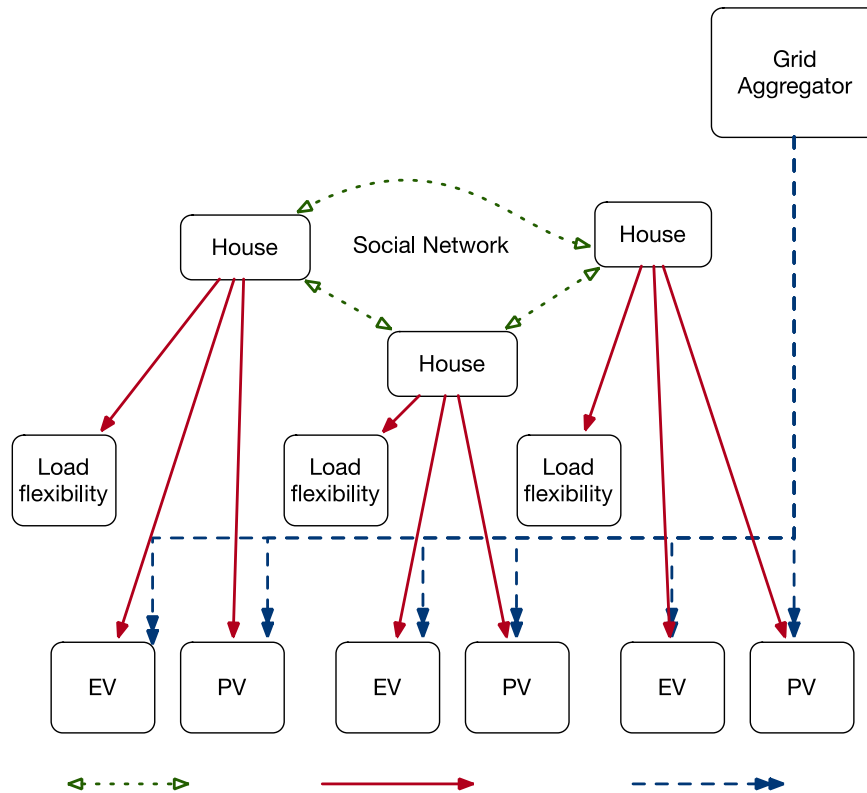 Grid
Aggregator
House
Social Network
House
House
Load
flexibility
Load
flexibility
Load
flexibility
EV
PV
EV
PV
EV
PV